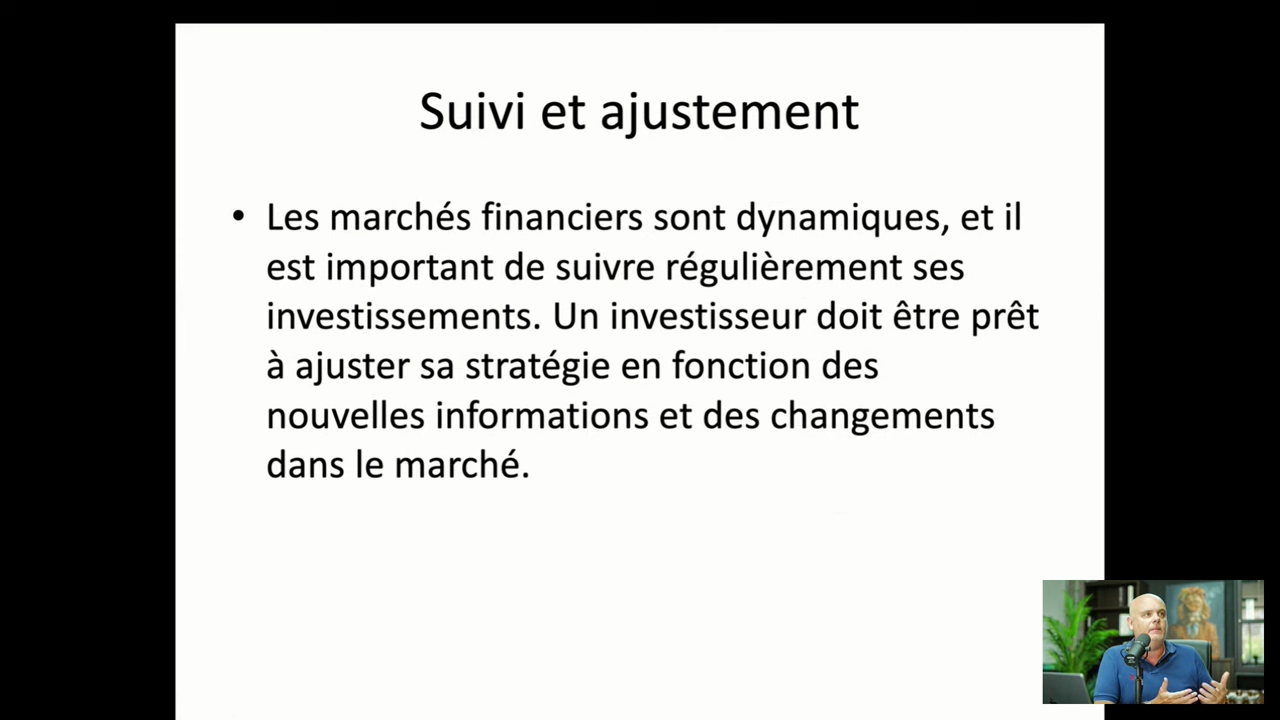 Suivi et ajustement
• Les marchés financiers sont dynamiques, et il
est important de suivre régulièrement ses
investissements. Un investisseur doit être prêt
à ajuster sa stratégie en fonction des
nouvelles informations et des changements
dans le marché.